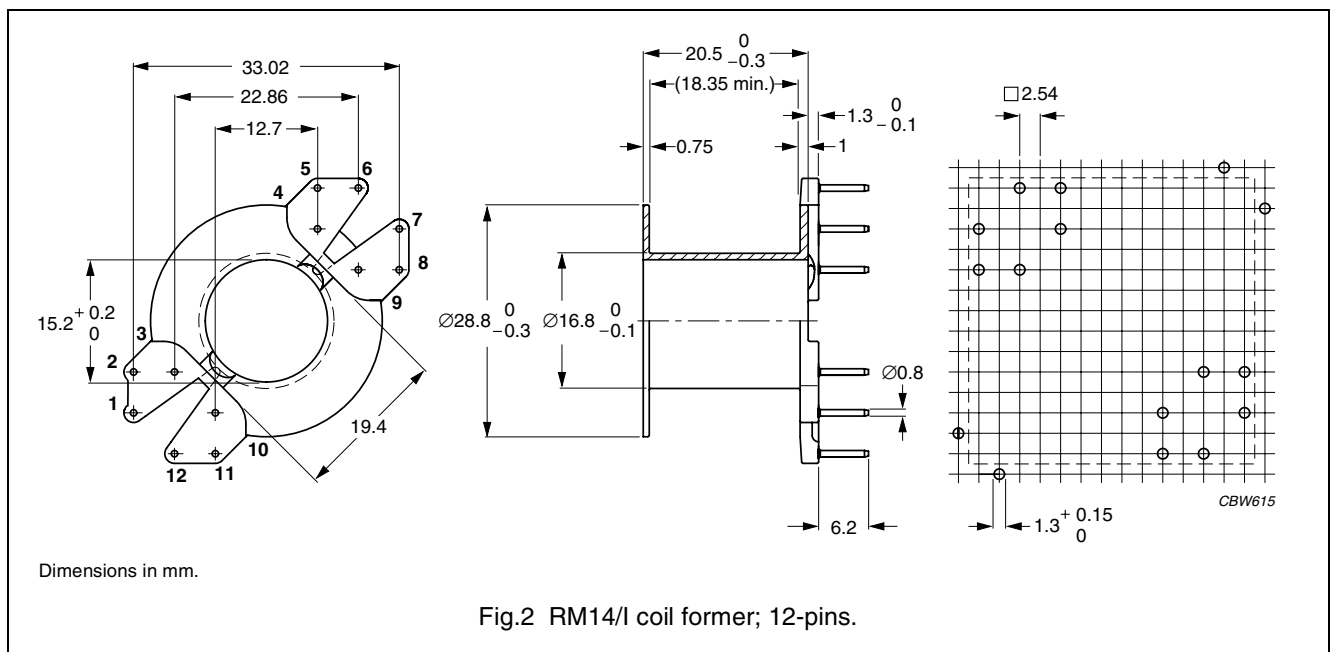 33.02
22.86
12.7
5 6
4
7
8
9
15.2 + 0.2 0
3
2
1
10
12 11
19.4
20.5 0 −0.3
(18.35 min.)
1.3 0 −0.1
0.75
1
∅28.8 0 −0.3
∅16.8 0 −0.1
∅0.8
6.2
□2.54
1.3 + 0.15 0
CBW615
Dimensions in mm.
Fig.2 RM14/I coil former; 12-pins.